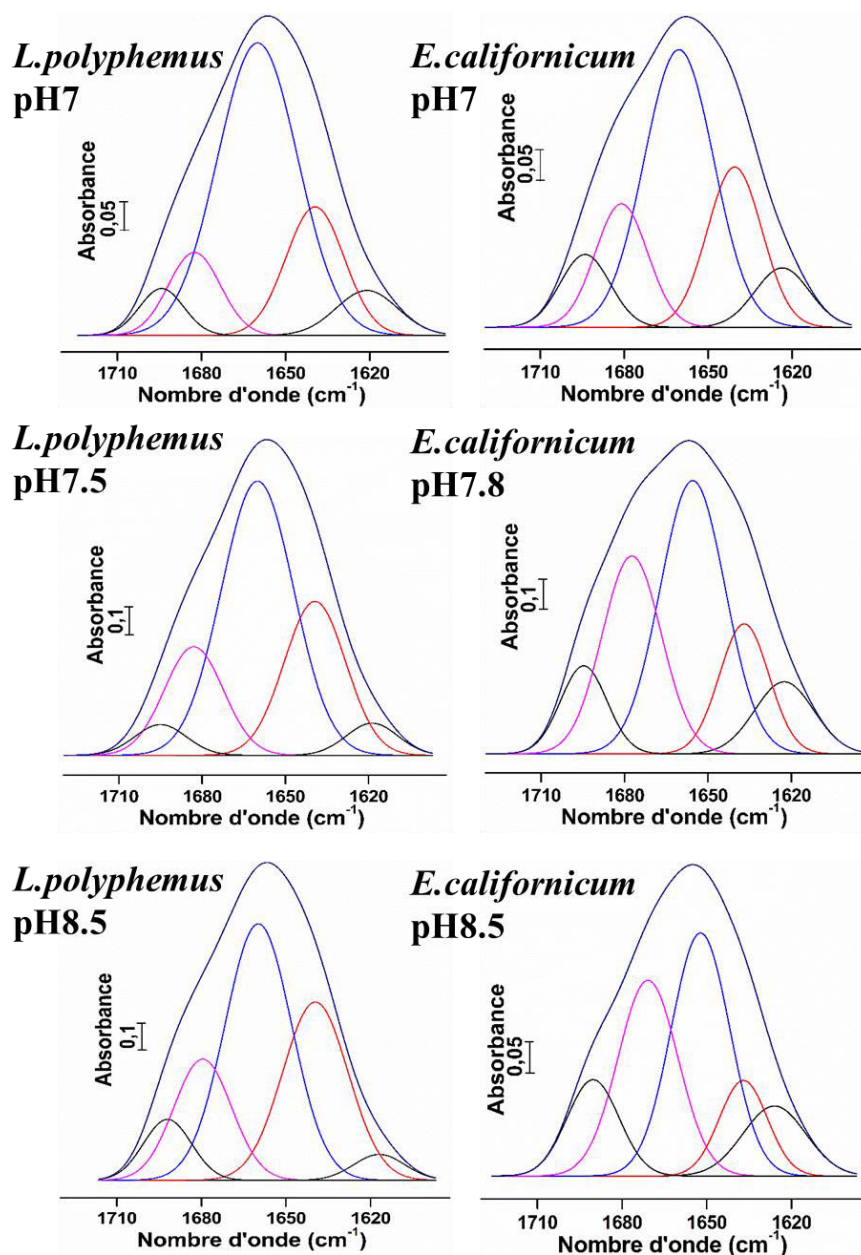 L.polyphemus
pH7
Absorbance
0,05
1710 1680 1650 1620
Nombre d'onde (cm-1)
E.californicum
pH7
Absorbance
0,05
1710 1680 1650 1620
Nombre d'onde (cm-1)
L.polyphemus
pH7.5
Absorbance
0,1
1710 1680 1650 1620
Nombre d'onde (cm-1)
E.californicum
pH7.8
Absorbance
0,1
1710 1680 1650 1620
Nombre d'onde (cm-1)
L.polyphemus
pH8.5
Absorbance
0,1
1710 1680 1650 1620
Nombre d'onde (cm-1)
E.californicum
pH8.5
Absorbance
0,05
1710 1680 1650 1620
Nombre d'onde (cm-1)